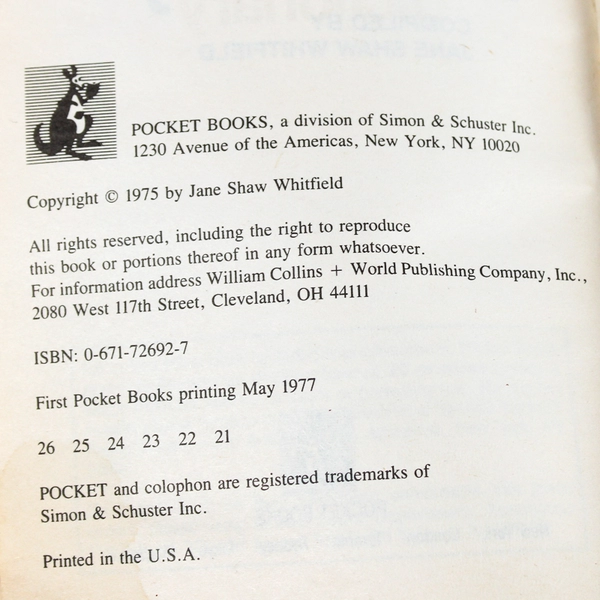 POCKET BOOKS, a division of Simon & Schuster Inc.
1230 Avenue of the Americas, New York, NY 10020
Copyright © 1975 by Jane Shaw Whitfield
All rights reserved, including the right to reproduce
this book or portions thereof in any form whatsoever.
For information address William Collins + World Publishing Company, Inc.,
2080 West 117th Street, Cleveland, OH 44111
ISBN: 0-671-72692-7
First Pocket Books printing May 1977
26 25 24 23 22 21
POCKET and colophon are registered trademarks of
Simon & Schuster Inc.
Printed in the U.S.A.